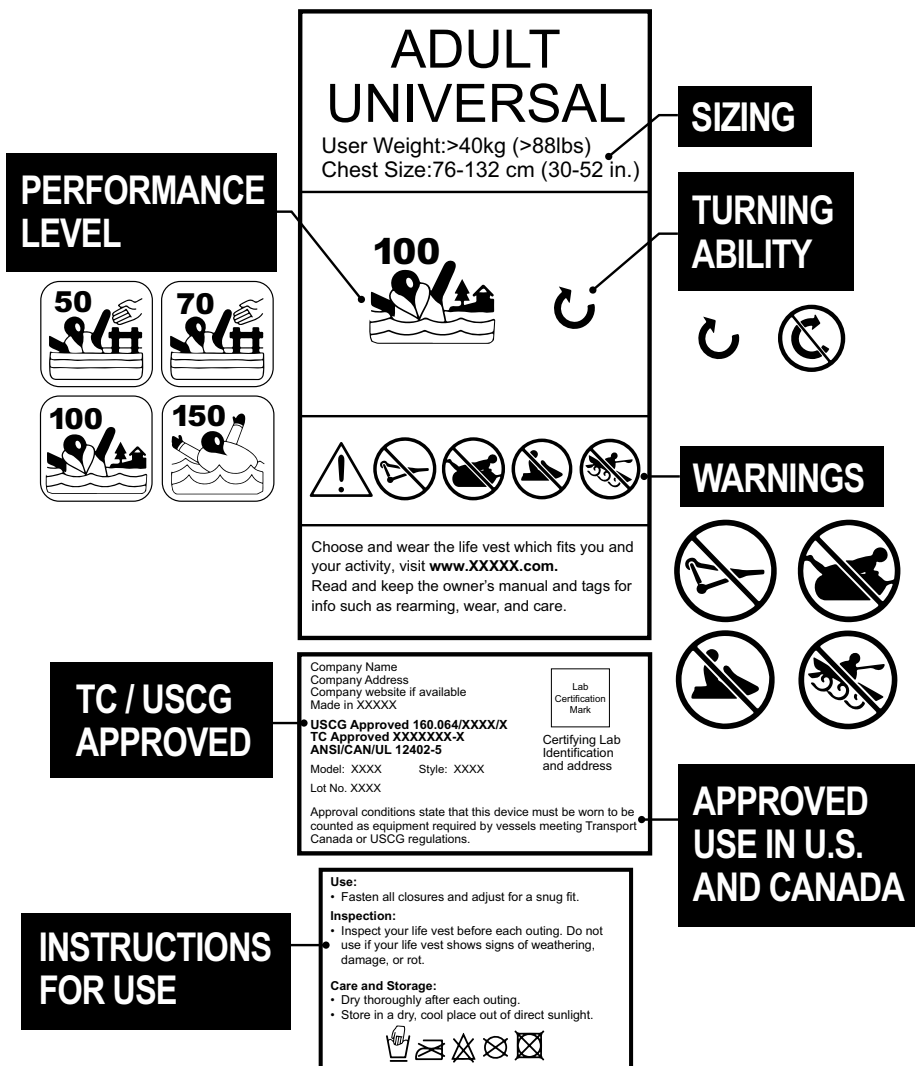 ADULT
UNIVERSAL
User Weight:>40kg (>88lbs)
Chest Size:76-132 cm (30-52 in.)
SIZING
PERFORMANCE
LEVEL
50
70
100
150
100
TURNING
ABILITY
WARNINGS
Choose and wear the life vest which fits you and
your activity, visit www.XXXXX.com.
Read and keep the owner's manual and tags for
info such as rearming, wear, and care.
TC / USCG
APPROVED
Company Name
Company Address
Company website if available
Made in XXXXX
USCG Approved 160.064/XXXX/X
TC Approved XXXXXXX-X
ANSI/CAN/UL 12402-5
Model: XXXX Style: XXXX
Lot No. XXXX
Lab
Certification
Mark
Certifying Lab
Identification
and address
Approval conditions state that this device must be worn to be
counted as equipment required by vessels meeting Transport
Canada or USCG regulations.
APPROVED
USE IN U.S.
AND CANADA
INSTRUCTIONS
FOR USE
Use:
• Fasten all closures and adjust for a snug fit.
Inspection:
• Inspect your life vest before each outing. Do not
use if your life vest shows signs of weathering,
damage, or rot.
Care and Storage:
• Dry thoroughly after each outing.
• Store in a dry, cool place out of direct sunlight.